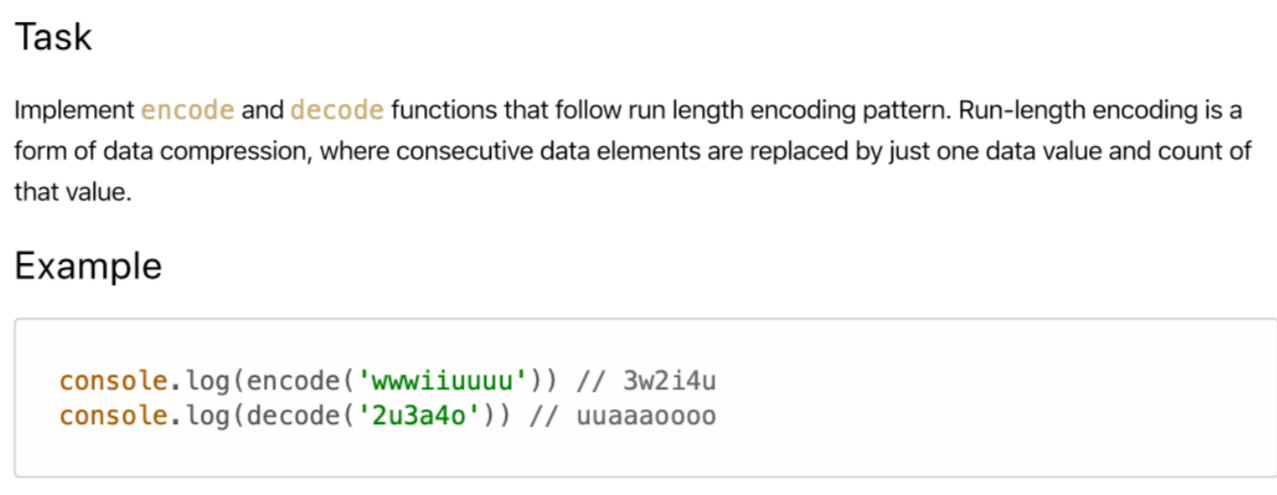 Task
Implement encode and decode functions that follow run length encoding pattern. Run-length encoding is a
form of data compression, where consecutive data elements are replaced by just one data value and count of
that value.
Example
console.log(encode('wwwiiuuuu')) // 3w2i4u
console.log(decode('2u3a4o')) // uuaaaoooo